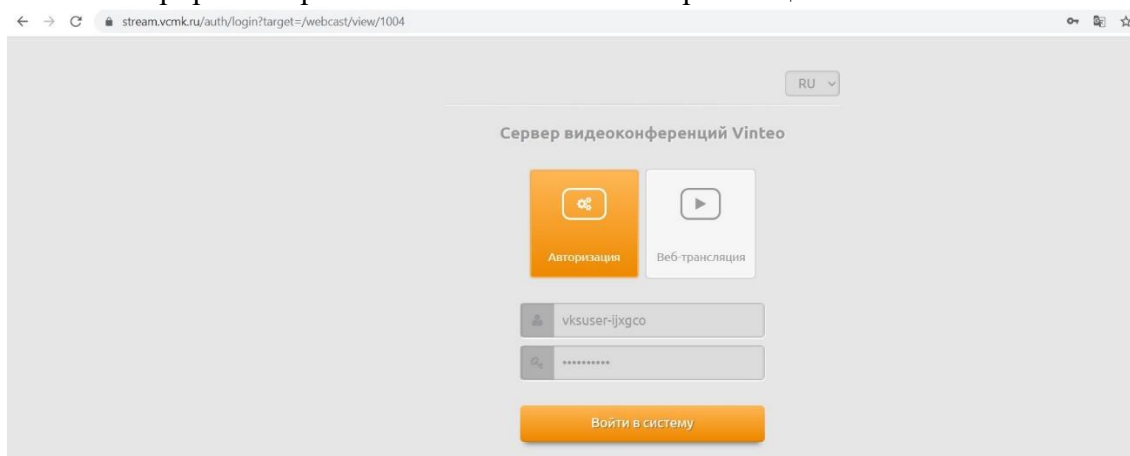 stream.vcmk.ru/auth/login?target=/webcast/view/1004
RU
Сервер видеоконференций Vinteo
Авторизация
Веб-трансляция
vksuser-ijxgco
••••••••••
Войти в систему